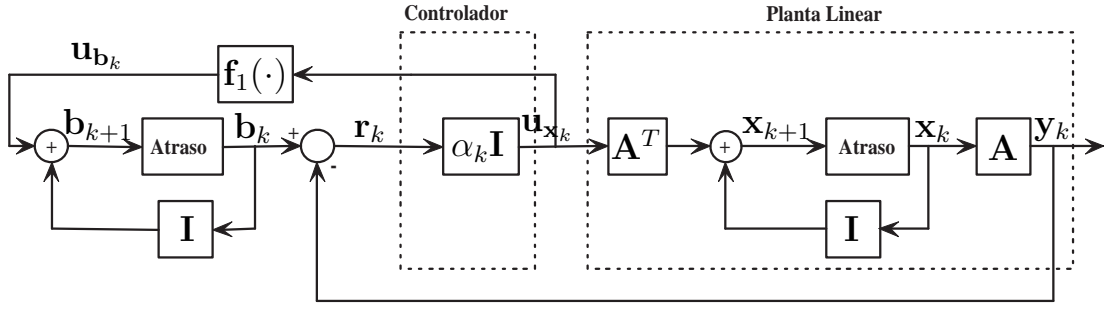 Controlador
Planta Linear
u_{b_k}
f_1(·)
b_{k+1}
b_k
r_k
u_{x_k}
x_{k+1}
x_k
y_k
+
Atraso
+
-
α_k I
A^T
+
Atraso
A
I
I